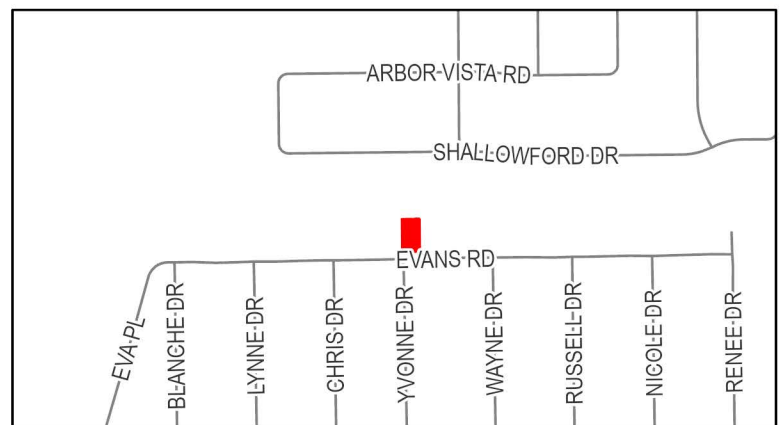 ARBOR VISTA RD
SHALLOWFORD DR
EVANS RD
EVA PL
BLANCHE DR
LYNNE DR
CHRIS DR
YVONNE DR
WAYNE DR
RUSSELL DR
NICOLE DR
RENEE DR